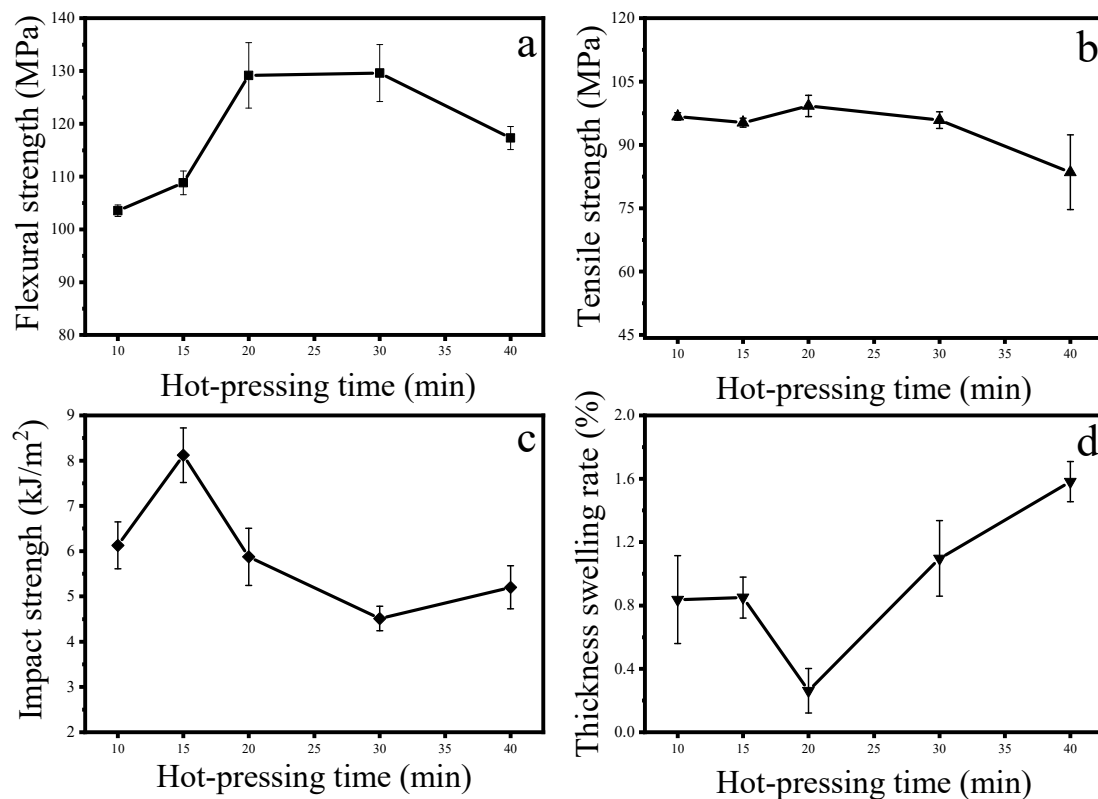 140
130
120
110
100
90
80
Flexural strength (MPa)
a
10 15 20 25 30 35 40
Hot-pressing time (min)
120
105
90
75
60
45
Tensile strength (MPa)
b
10 15 20 25 30 35 40
Hot-pressing time (min)
9
8
7
6
5
4
3
2
Impact strengh (kJ/m²)
c
10 15 20 25 30 35 40
Hot-pressing time (min)
2.0
1.6
1.2
0.8
0.4
0.0
Thickness swelling rate (%)
d
10 15 20 25 30 35 40
Hot-pressing time (min)